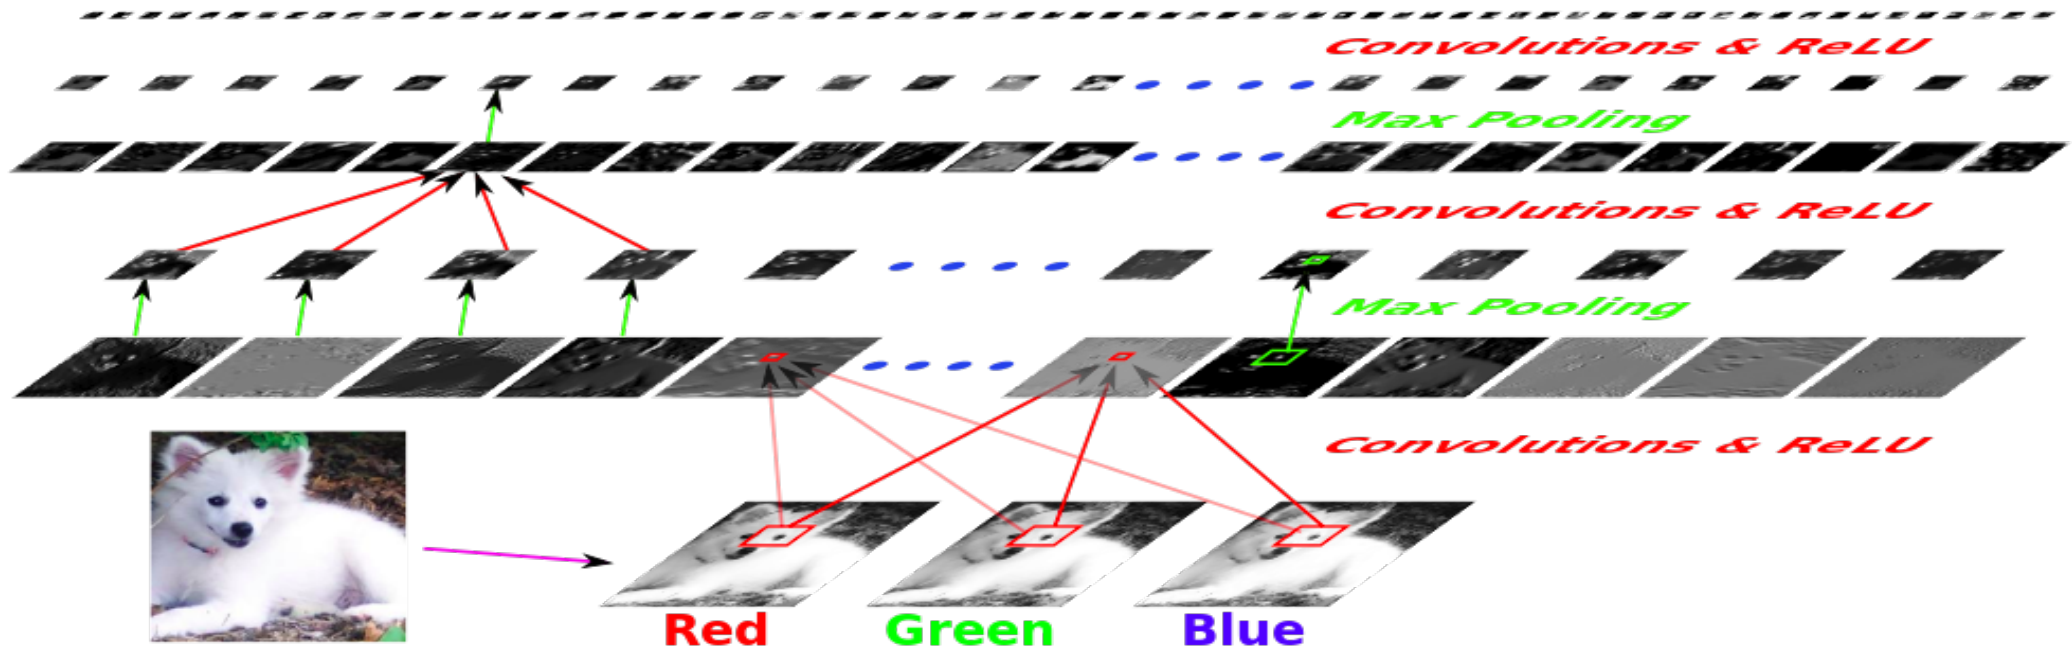 Convolutions & ReLU
Max Pooling
Convolutions & ReLU
Max Pooling
Convolutions & ReLU
Red Green Blue